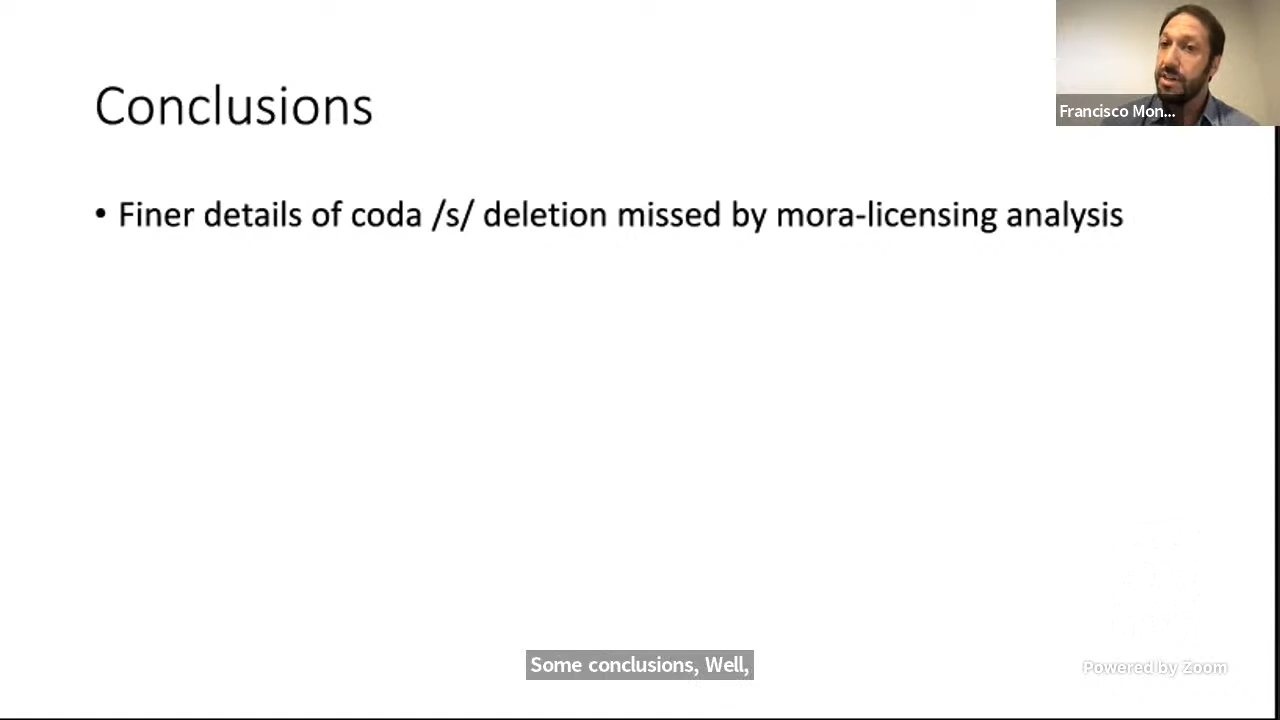 Francisco Mon...
Conclusions
• Finer details of coda /s/ deletion missed by mora-licensing analysis
Some conclusions, Well,
Powered by Zoom